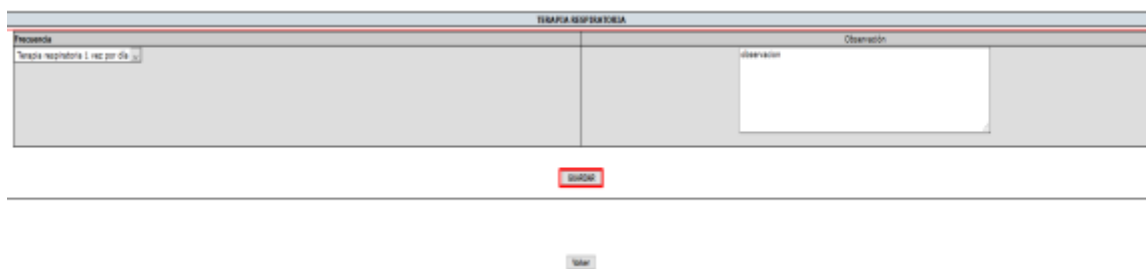 TERAPIA RESPIRATORIA
Frecuencia
Observación
Terapia respiratoria 1 vez por día
observacion
GUARDAR
Volver